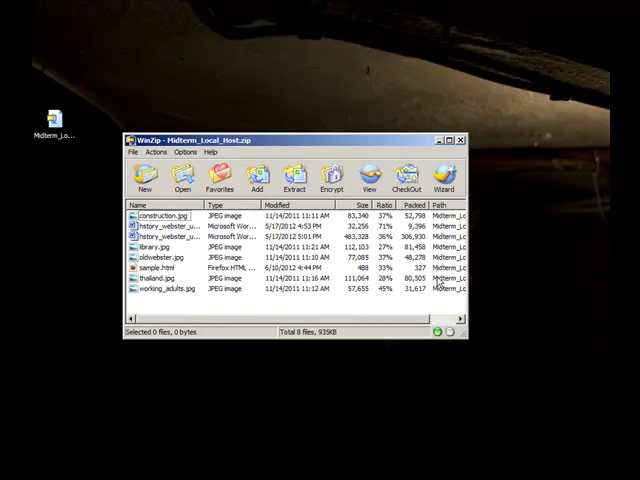 Midterm_Lo...
WinZip - Midterm_Local_Host.zip
File Actions Options Help
New Open Favorites Add Extract Encrypt View CheckOut Wizard
Name Type Modified Size Ratio Packed Path
construction.jpg JPEG image 11/14/2011 11:11 AM 83,340 37% 52,798 Midterm_Lo
hstory_webster_u... Microsoft Wor... 5/17/2012 4:53 PM 32,256 71% 9,396 Midterm_Lo
hstory_webster_u... Microsoft Wor... 5/17/2012 5:01 PM 483,328 36% 306,930 Midterm_Lo
library.jpg JPEG image 11/14/2011 11:21 AM 112,103 27% 81,458 Midterm_Lo
oldwebster.jpg JPEG image 11/14/2011 11:10 AM 77,085 37% 48,278 Midterm_Lo
sample.html Firefox HTML ... 6/10/2012 4:44 PM 488 33% 327 Midterm_Lo
thailand.jpg JPEG image 11/14/2011 11:16 AM 111,064 28% 80,505 Midterm_Lo
working_adults.jpg JPEG image 11/14/2011 11:12 AM 57,655 45% 31,617 Midterm_Lo
Selected 0 files, 0 bytes Total 8 files, 935KB